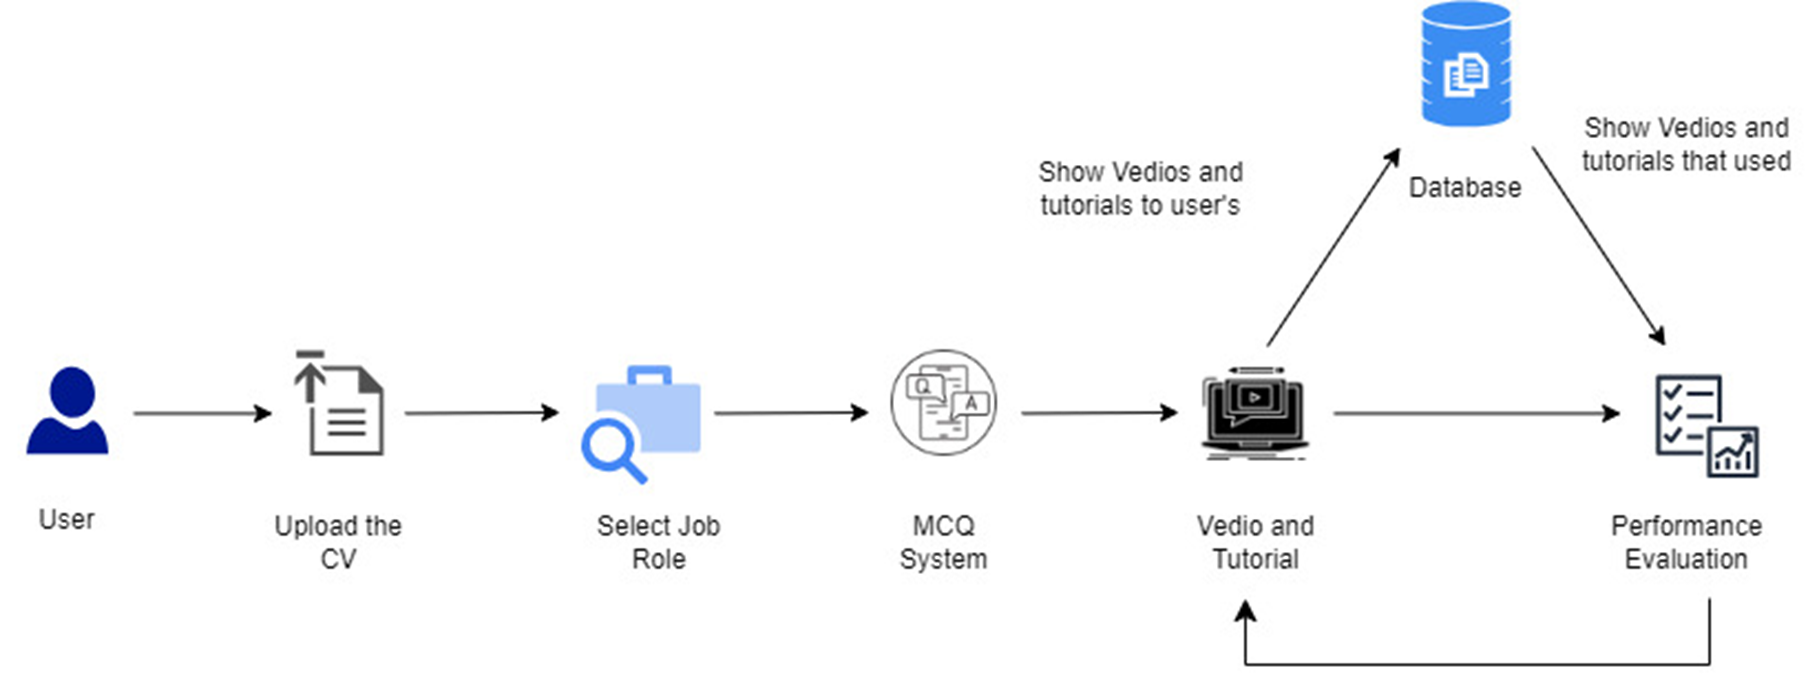 Show Vedios and
tutorials that used
Show Vedios and
tutorials to user's
Database
Q
A
User
Upload the
CV
Select Job
Role
MCQ
System
Vedio and
Tutorial
Performance
Evaluation